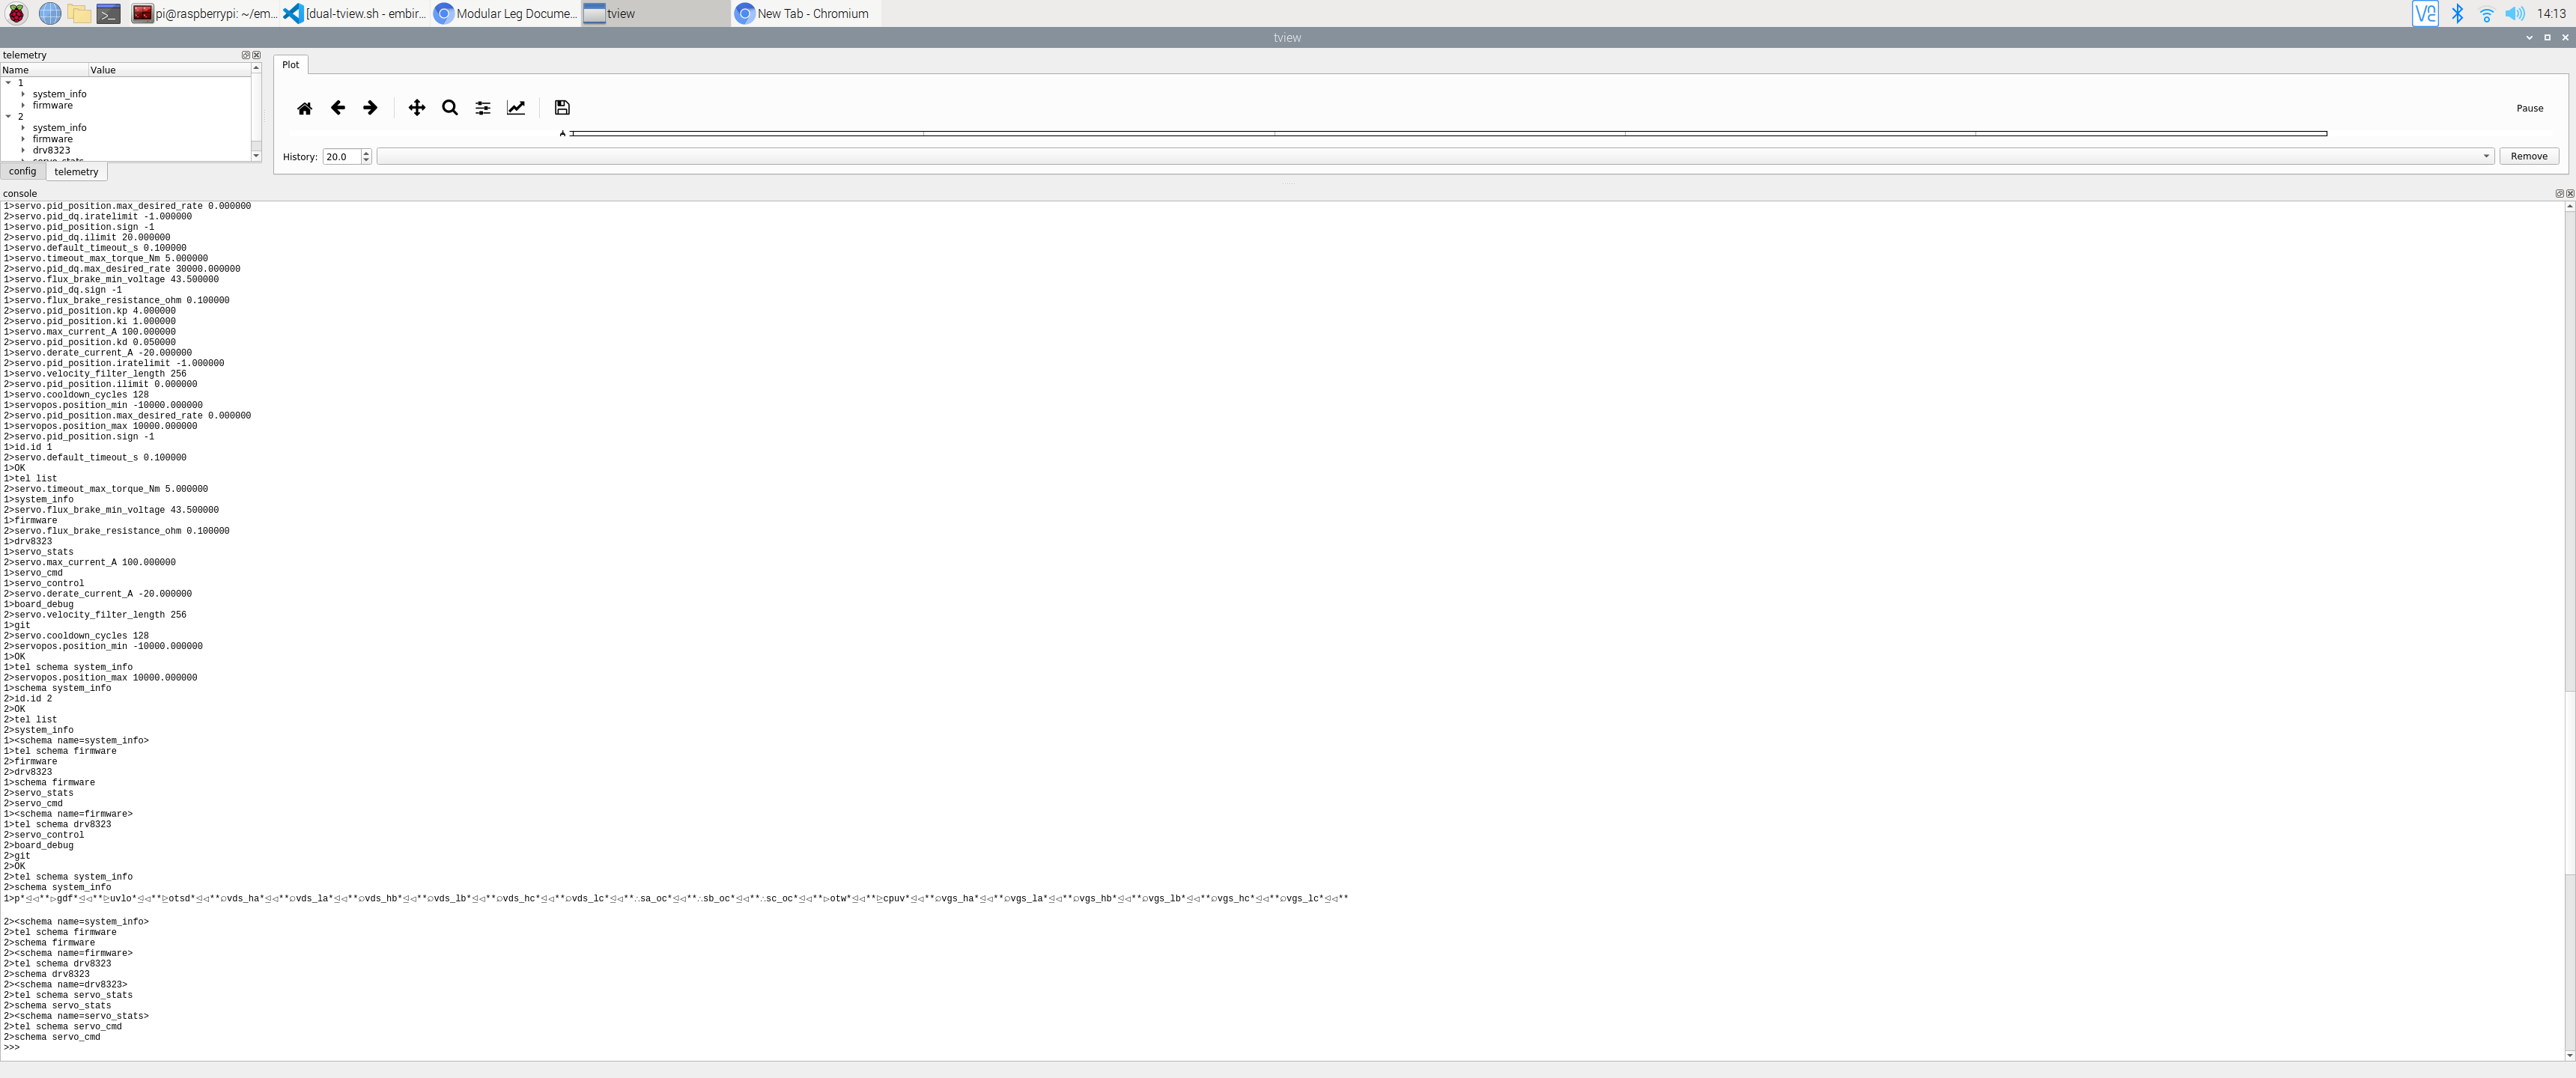 pi@raspberrypi: ~/em...
[dual-tview.sh - embir...
Modular Leg Docume...
tview
New Tab - Chromium
14:13
tview
telemetry
Name Value
1
system_info
firmware
2
system_info
firmware
drv8323
servo_stats
config telemetry
Plot
Pause
History: 20.0
Remove
console
1>servo.pid_position.max_desired_rate 0.000000
2>servo.pid_dq.iratelimit -1.000000
1>servo.pid_position.sign -1
2>servo.pid_dq.ilimit 20.000000
1>servo.default_timeout_s 0.100000
1>servo.timeout_max_torque_Nm 5.000000
2>servo.pid_dq.max_desired_rate 30000.000000
1>servo.flux_brake_min_voltage 43.500000
2>servo.pid_dq.sign -1
1>servo.flux_brake_resistance_ohm 0.100000
2>servo.pid_position.kp 4.000000
2>servo.pid_position.ki 1.000000
1>servo.max_current_A 100.000000
2>servo.pid_position.kd 0.050000
1>servo.derate_current_A -20.000000
2>servo.pid_position.iratelimit -1.000000
1>servo.velocity_filter_length 256
2>servo.pid_position.ilimit 0.000000
1>servo.cooldown_cycles 128
1>servopos.position_min -10000.000000
2>servo.pid_position.max_desired_rate 0.000000
1>servopos.position_max 10000.000000
2>servo.pid_position.sign -1
1>id.id 1
2>servo.default_timeout_s 0.100000
1>OK
1>tel list
2>servo.timeout_max_torque_Nm 5.000000
1>system_info
2>servo.flux_brake_min_voltage 43.500000
1>firmware
2>servo.flux_brake_resistance_ohm 0.100000
1>drv8323
1>servo_stats
2>servo.max_current_A 100.000000
1>servo_cmd
1>servo_control
2>servo.derate_current_A -20.000000
1>board_debug
2>servo.velocity_filter_length 256
1>git
2>servo.cooldown_cycles 128
2>servopos.position_min -10000.000000
1>OK
1>tel schema system_info
2>servopos.position_max 10000.000000
1>schema system_info
2>id.id 2
2>OK
2>tel list
2>system_info
1><schema name=system_info>
1>tel schema firmware
2>firmware
2>drv8323
1>schema firmware
2>servo_stats
2>servo_cmd
1><schema name=firmware>
1>tel schema drv8323
2>servo_control
2>board_debug
2>git
2>OK
2>tel schema system_info
2>schema system_info
1>p*⊴◃**▹gdf*⊴◃**⊵uvlo*⊴◃**⊵otsd*⊴◃**⌕vds_ha*⊴◃**⌕vds_la*⊴◃**⌕vds_hb*⊴◃**⌕vds_lb*⊴◃**⌕vds_hc*⊴◃**⌕vds_lc*⊴◃**∴sa_oc*⊴◃**∴sb_oc*⊴◃**∴sc_oc*⊴◃**▹otw*⊴◃**⊵cpuv*⊴◃**⌕vgs_ha*⊴◃**⌕vgs_la*⊴◃**⌕vgs_hb*⊴◃**⌕vgs_lb*⊴◃**⌕vgs_hc*⊴◃**⌕vgs_lc*⊴◃**
2><schema name=system_info>
2>tel schema firmware
2>schema firmware
2><schema name=firmware>
2>tel schema drv8323
2>schema drv8323
2><schema name=drv8323>
2>tel schema servo_stats
2>schema servo_stats
2><schema name=servo_stats>
2>tel schema servo_cmd
2>schema servo_cmd
>>>